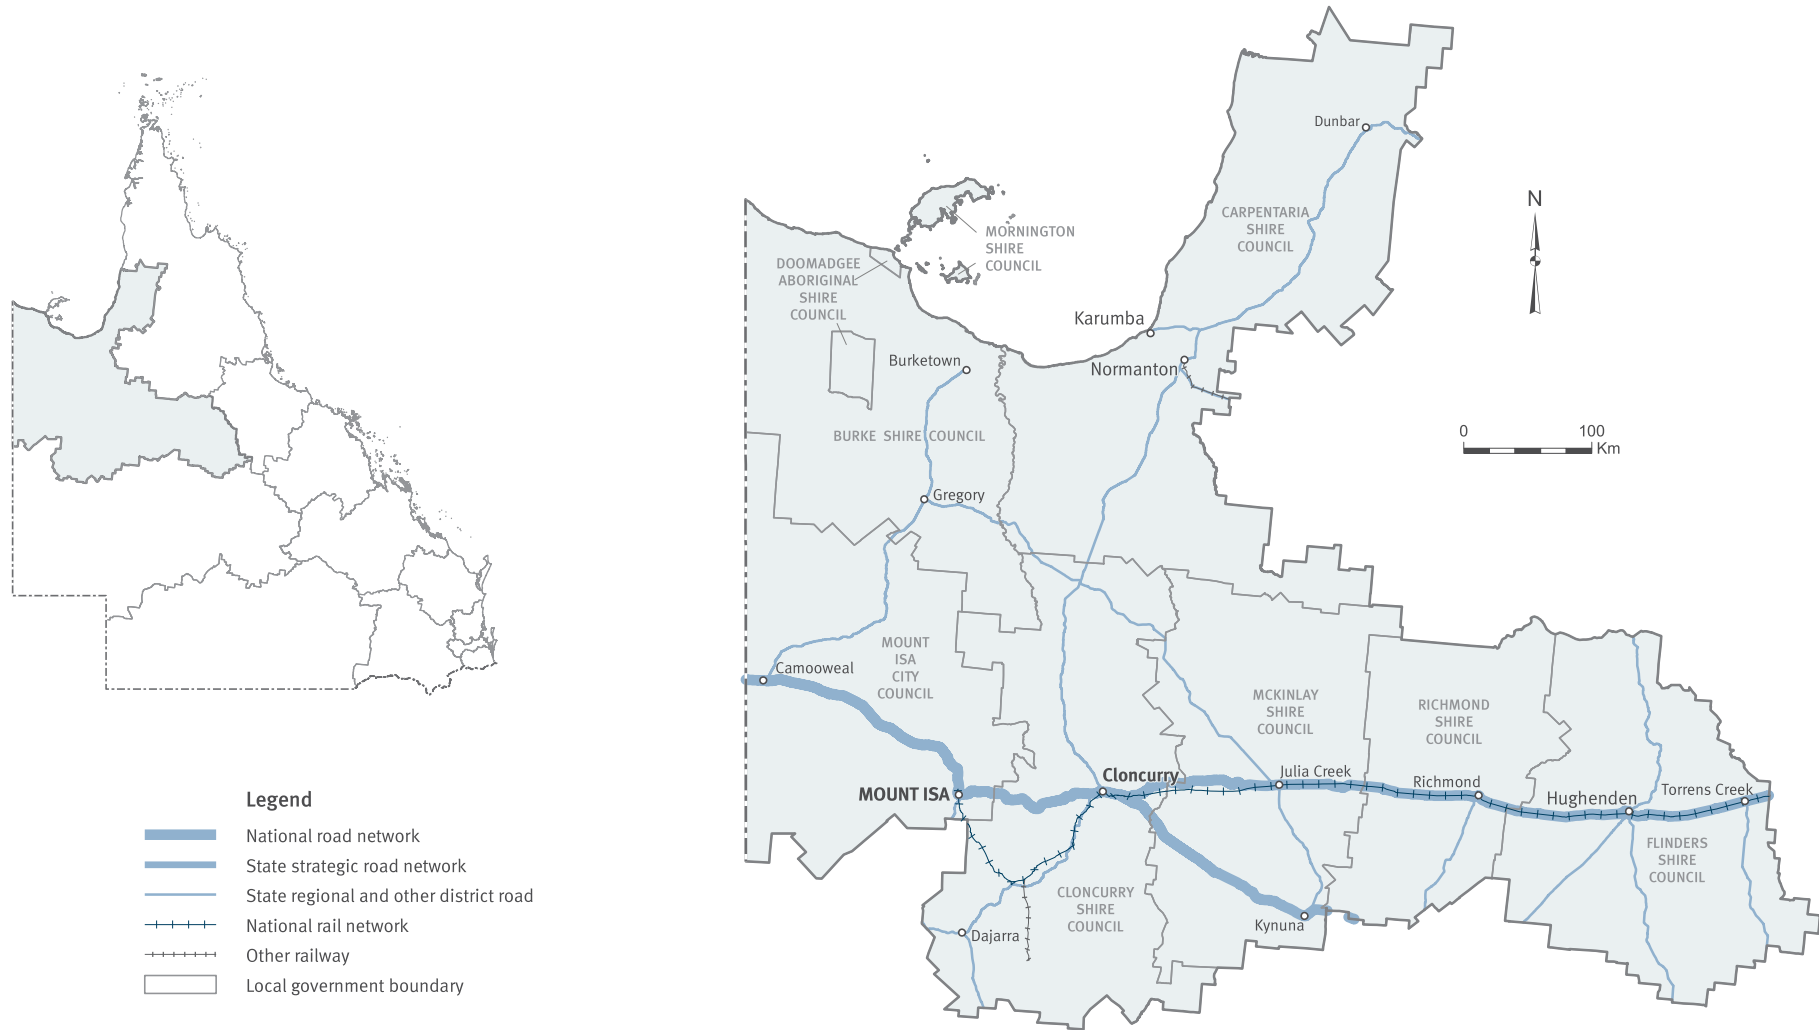 Dunbar
N
CARPENTARIA
SHIRE
COUNCIL
MORNINGTON
SHIRE
COUNCIL
DOOMADGEE
ABORIGINAL
SHIRE
COUNCIL
Karumba
Burketown
Normanton
BURKE SHIRE COUNCIL
0 100
Km
Gregory
MOUNT
ISA
CITY
COUNCIL
Camooweal
MCKINLAY
SHIRE
COUNCIL
RICHMOND
SHIRE
COUNCIL
Cloncurry
Julia Creek
Richmond
MOUNT ISA
Hughenden
Torrens Creek
FLINDERS
SHIRE
COUNCIL
CLONCURRY
SHIRE
COUNCIL
Kynuna
Dajarra
Legend
National road network
State strategic road network
State regional and other district road
National rail network
Other railway
Local government boundary